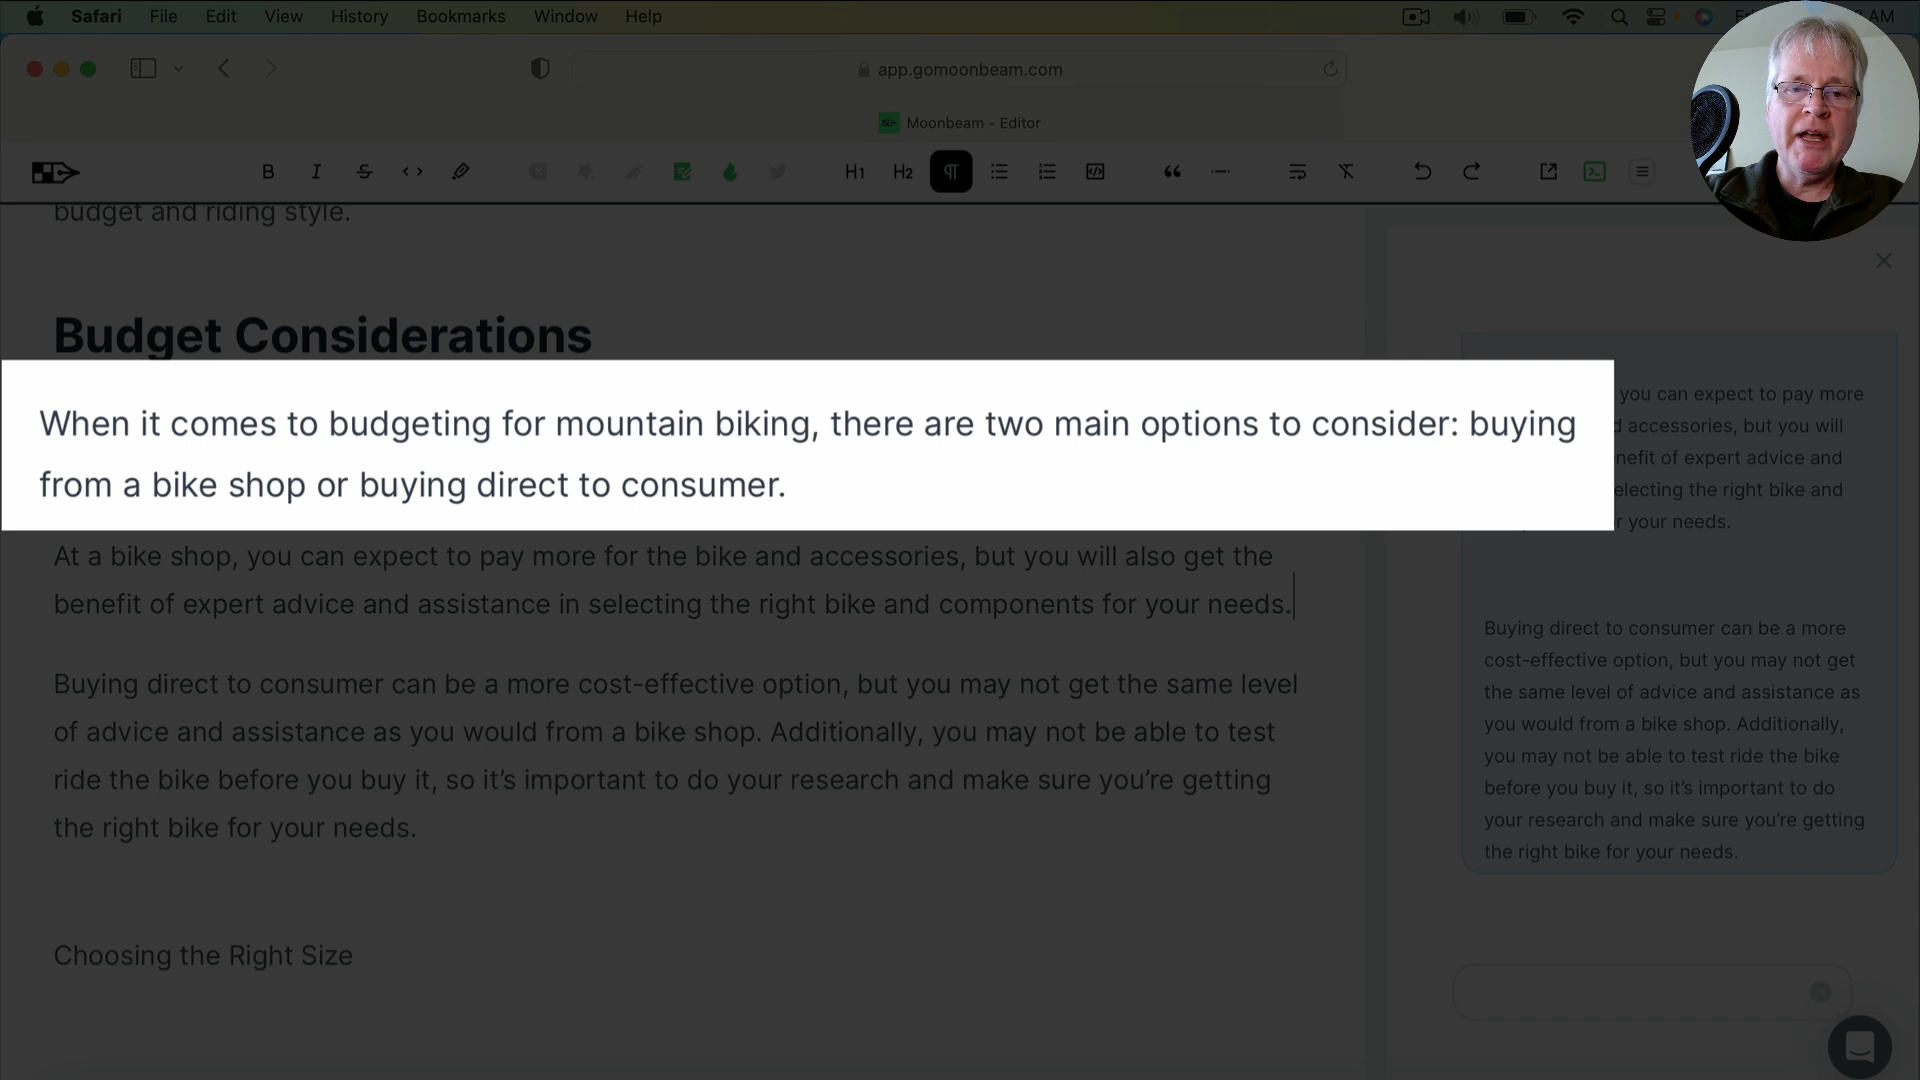 Safari File Edit View History Bookmarks Window Help
AM
app.gomoonbeam.com
Moonbeam - Editor
B I S <> H1 H2
budget and riding style.
Budget Considerations
When it comes to budgeting for mountain biking, there are two main options to consider: buying
from a bike shop or buying direct to consumer.
At a bike shop, you can expect to pay more for the bike and accessories, but you will also get the
benefit of expert advice and assistance in selecting the right bike and components for your needs.
Buying direct to consumer can be a more cost-effective option, but you may not get the same level
of advice and assistance as you would from a bike shop. Additionally, you may not be able to test
ride the bike before you buy it, so it's important to do your research and make sure you're getting
the right bike for your needs.
Choosing the Right Size
you can expect to pay more
accessories, but you will
of expert advice and
the right bike and
your needs.
Buying direct to consumer can be a more
cost-effective option, but you may not get
the same level of advice and assistance as
you would from a bike shop. Additionally,
you may not be able to test ride the bike
before you buy it, so it's important to do
your research and make sure you're getting
the right bike for your needs.